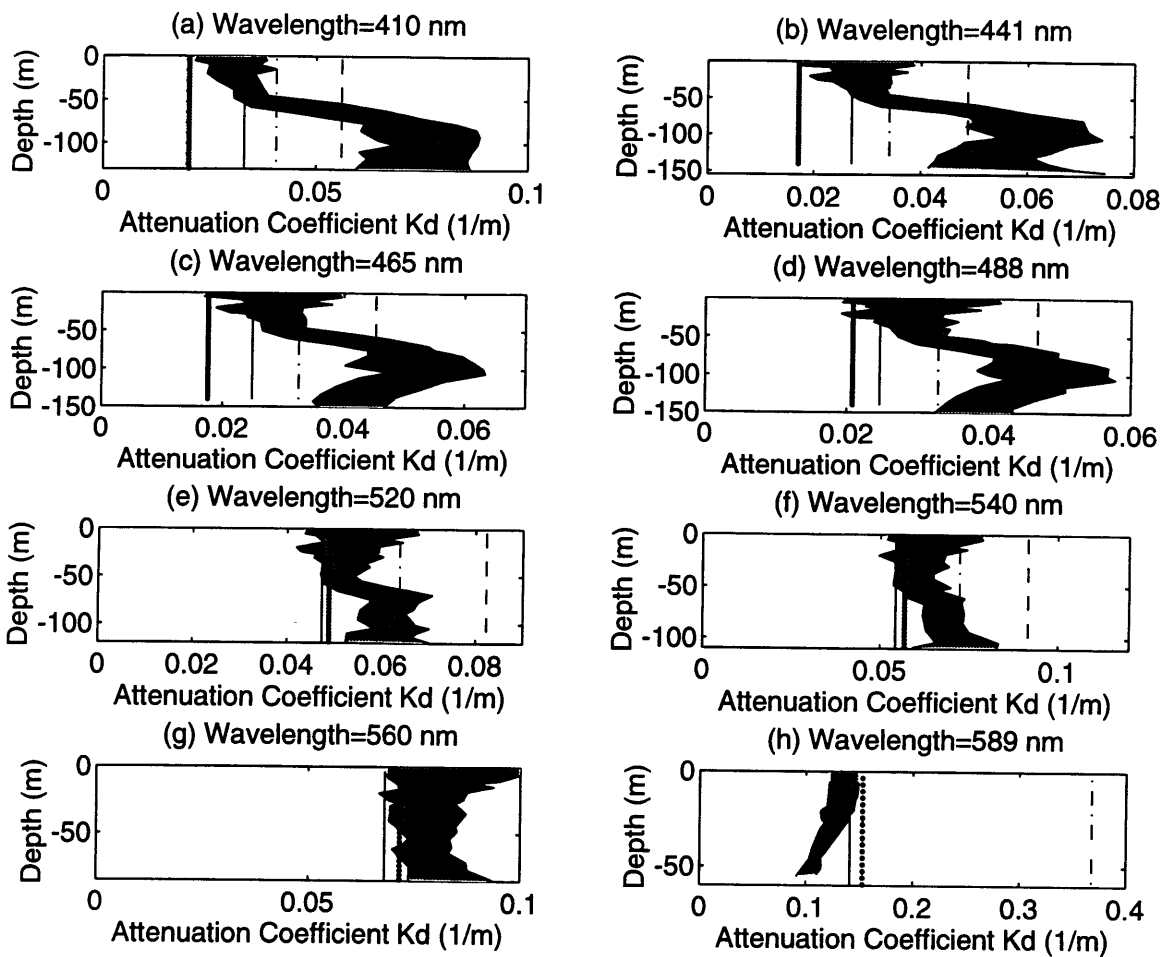 (a) Wavelength=410 nm
Depth (m)
0
-50
-100
0 0.05 0.1
Attenuation Coefficient Kd (1/m)
(b) Wavelength=441 nm
Depth (m)
0
-50
-100
-150
0 0.02 0.04 0.06 0.08
Attenuation Coefficient Kd (1/m)
(c) Wavelength=465 nm
Depth (m)
0
-50
-100
-150
0 0.02 0.04 0.06
Attenuation Coefficient Kd (1/m)
(d) Wavelength=488 nm
Depth (m)
0
-50
-100
-150
0 0.02 0.04 0.06
Attenuation Coefficient Kd (1/m)
(e) Wavelength=520 nm
Depth (m)
0
-50
-100
0 0.02 0.04 0.06 0.08
Attenuation Coefficient Kd (1/m)
(f) Wavelength=540 nm
Depth (m)
0
-50
-100
0 0.05 0.1
Attenuation Coefficient Kd (1/m)
(g) Wavelength=560 nm
Depth (m)
0
-50
0 0.05 0.1
Attenuation Coefficient Kd (1/m)
(h) Wavelength=589 nm
Depth (m)
0
-50
0 0.1 0.2 0.3 0.4
Attenuation Coefficient Kd (1/m)